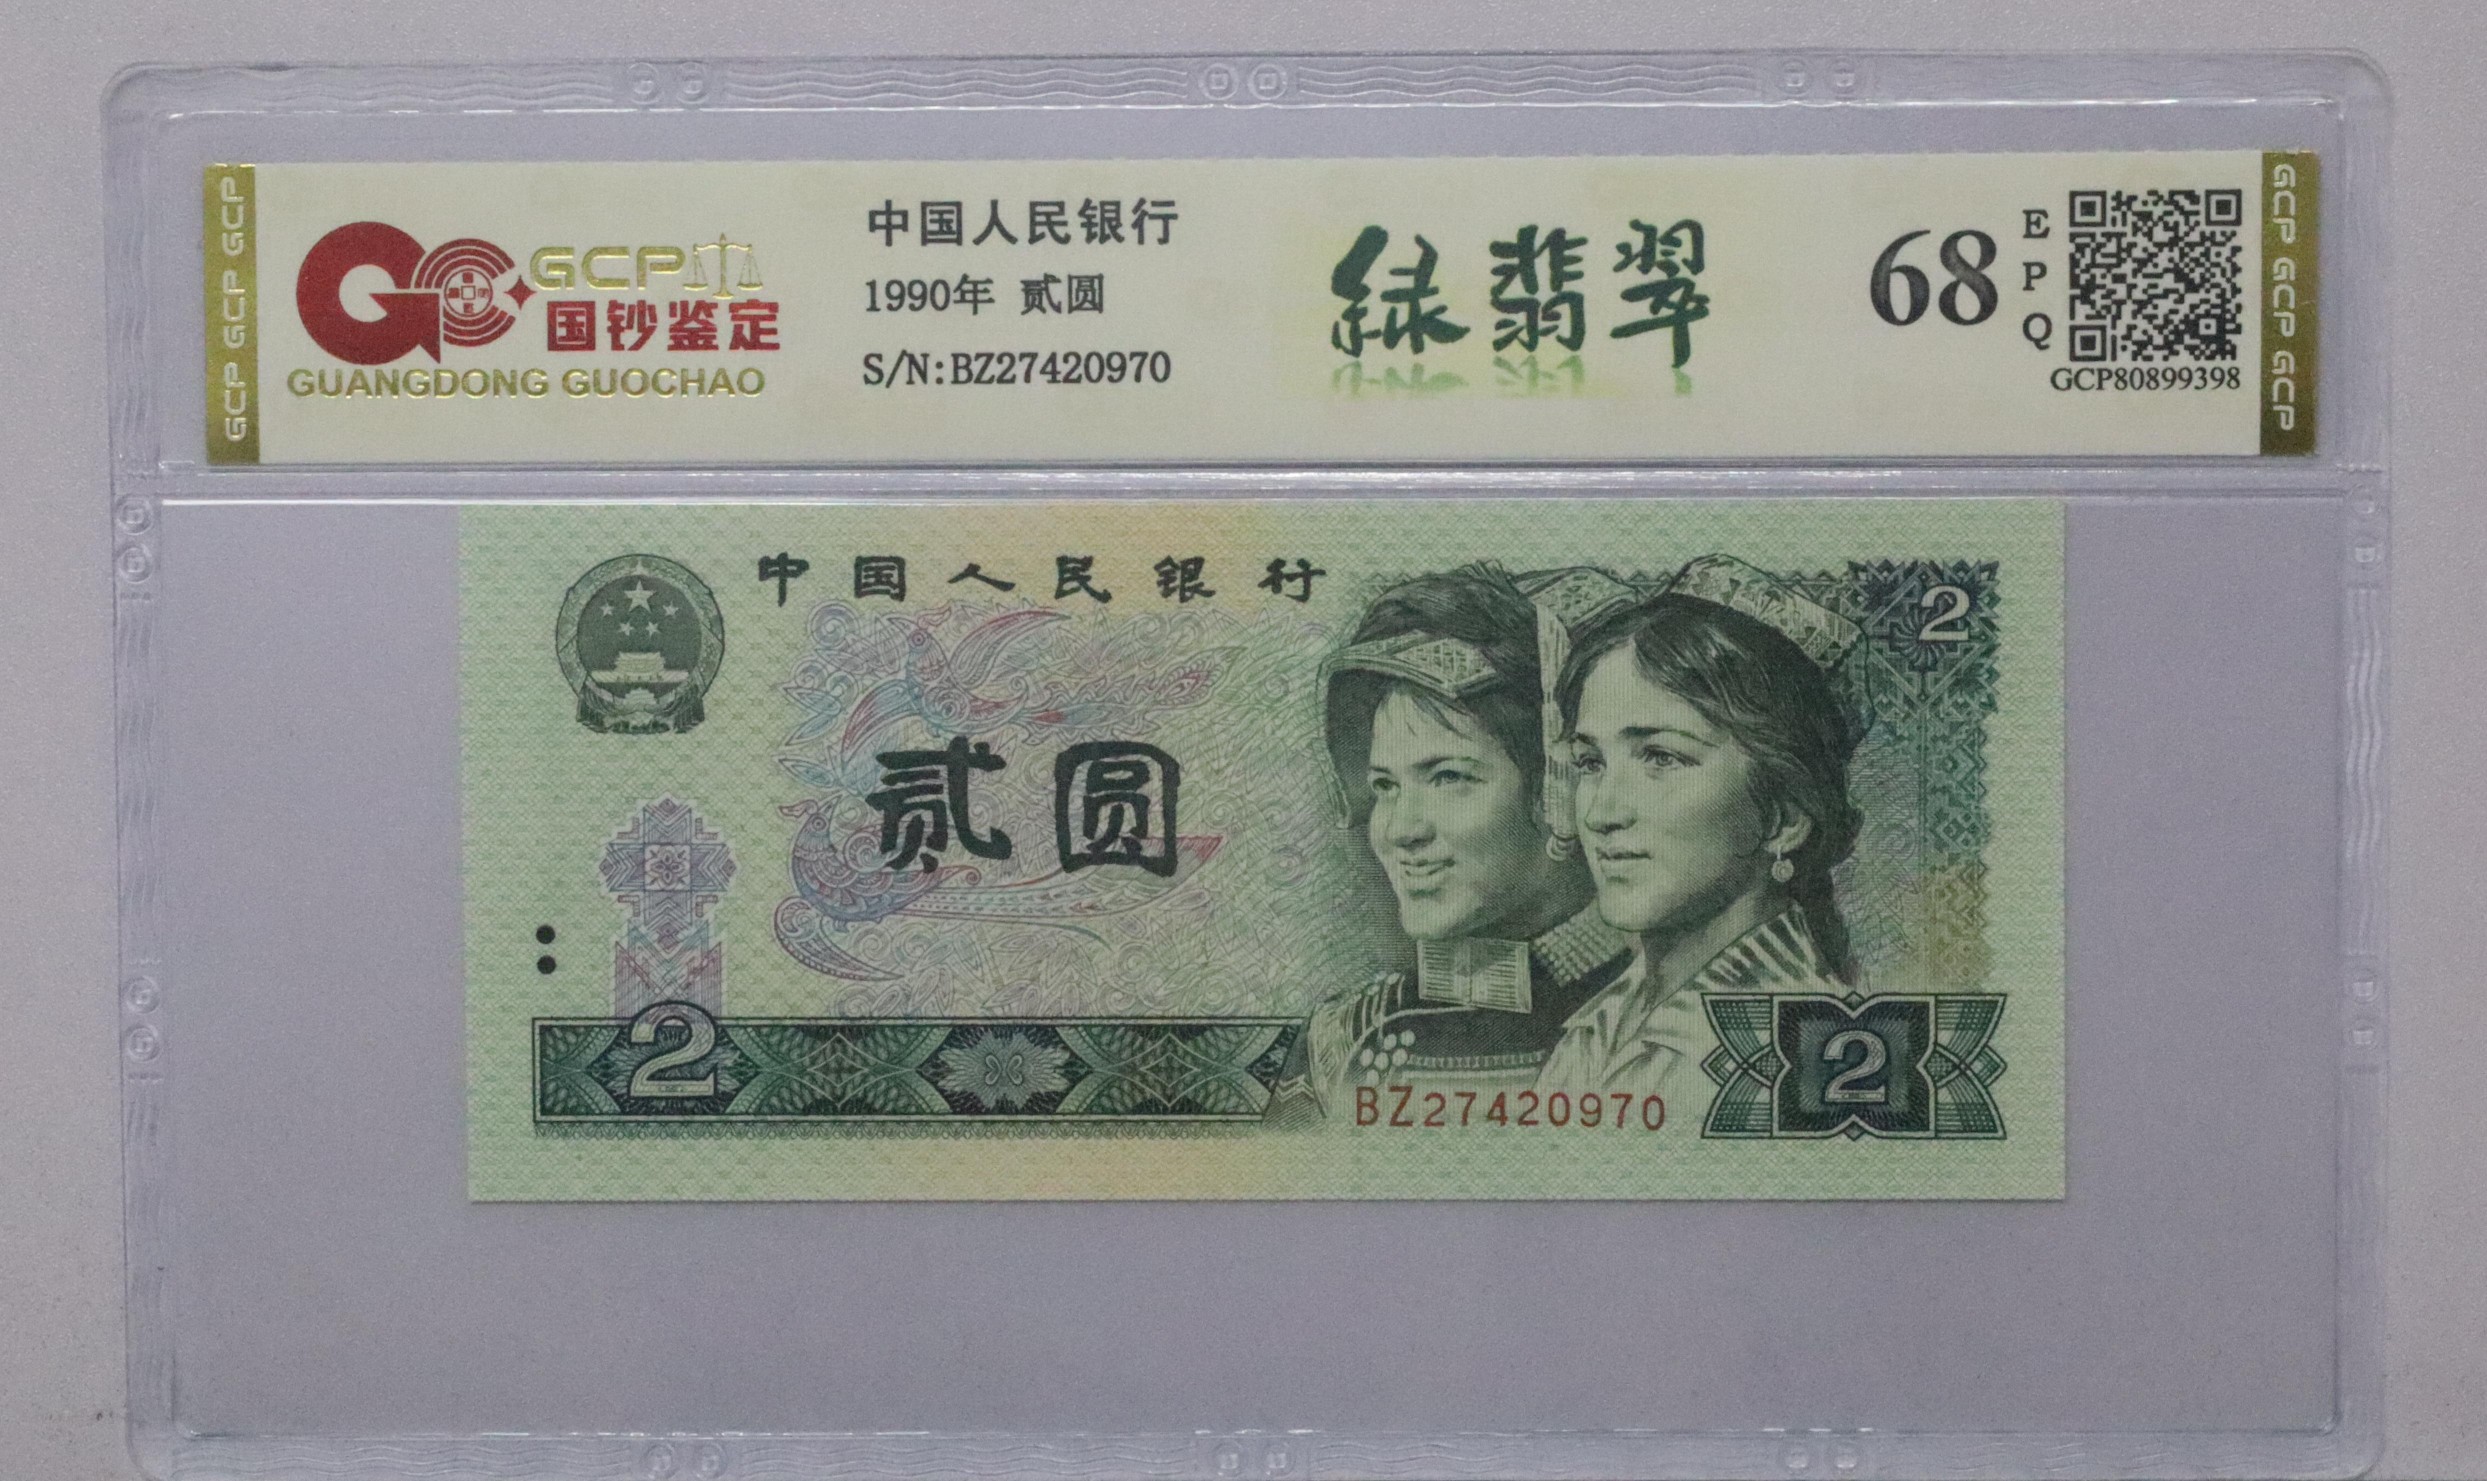 GCP GCP GCP
GCP
国钞鉴定
GUANGDONG GUOCHAO
中国人民银行
1990年 贰圆
S/N:BZ27420970
绿翡翠
68
EPQ
GCP80899398
GCP GCP GCP
中国人民银行
2
贰圆
2
BZ27420970
2